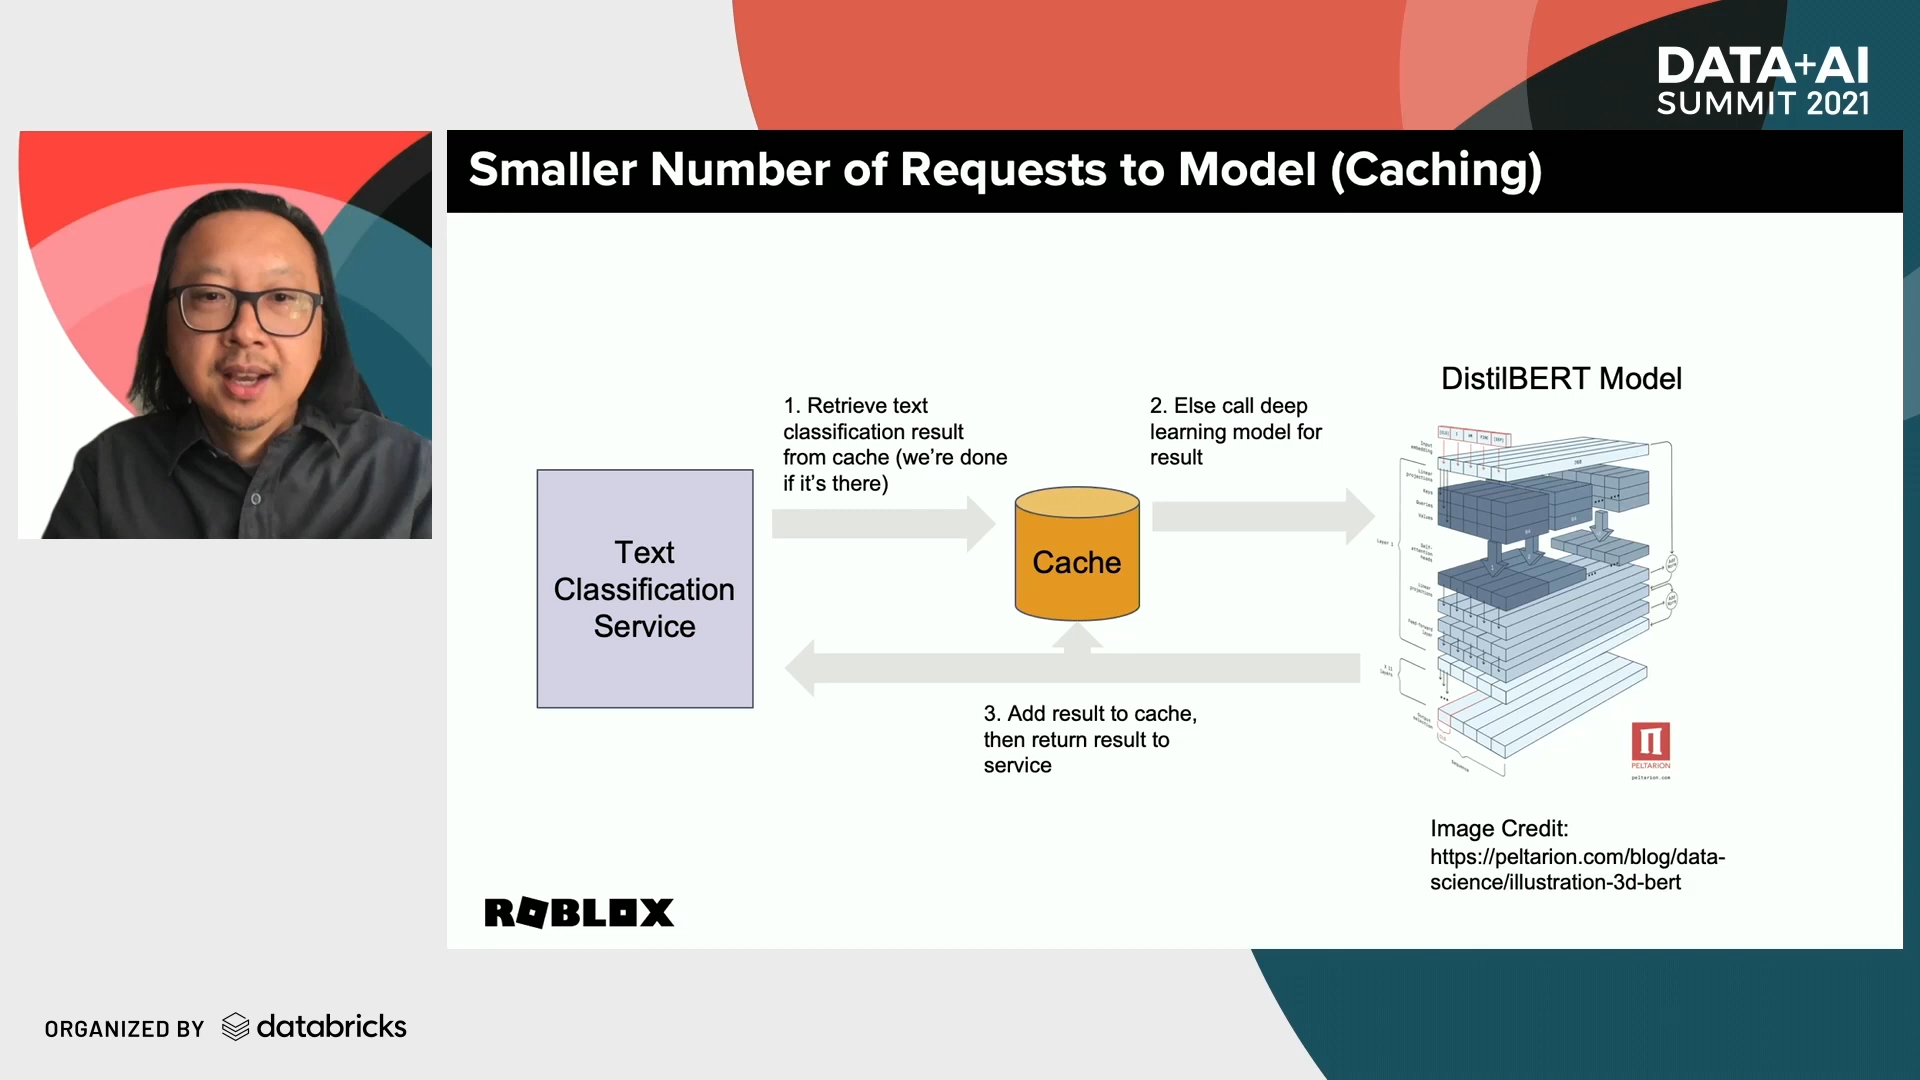 DATA+AI
SUMMIT 2021
Smaller Number of Requests to Model (Caching)
DistilBERT Model
1. Retrieve text
classification result
from cache (we're done
if it's there)
2. Else call deep
learning model for
result
Text
Classification
Service
Cache
3. Add result to cache,
then return result to
service
PELTARION
peltarion.com
Image Credit:
https://peltarion.com/blog/data-
science/illustration-3d-bert
ROBLOX
ORGANIZED BY databricks